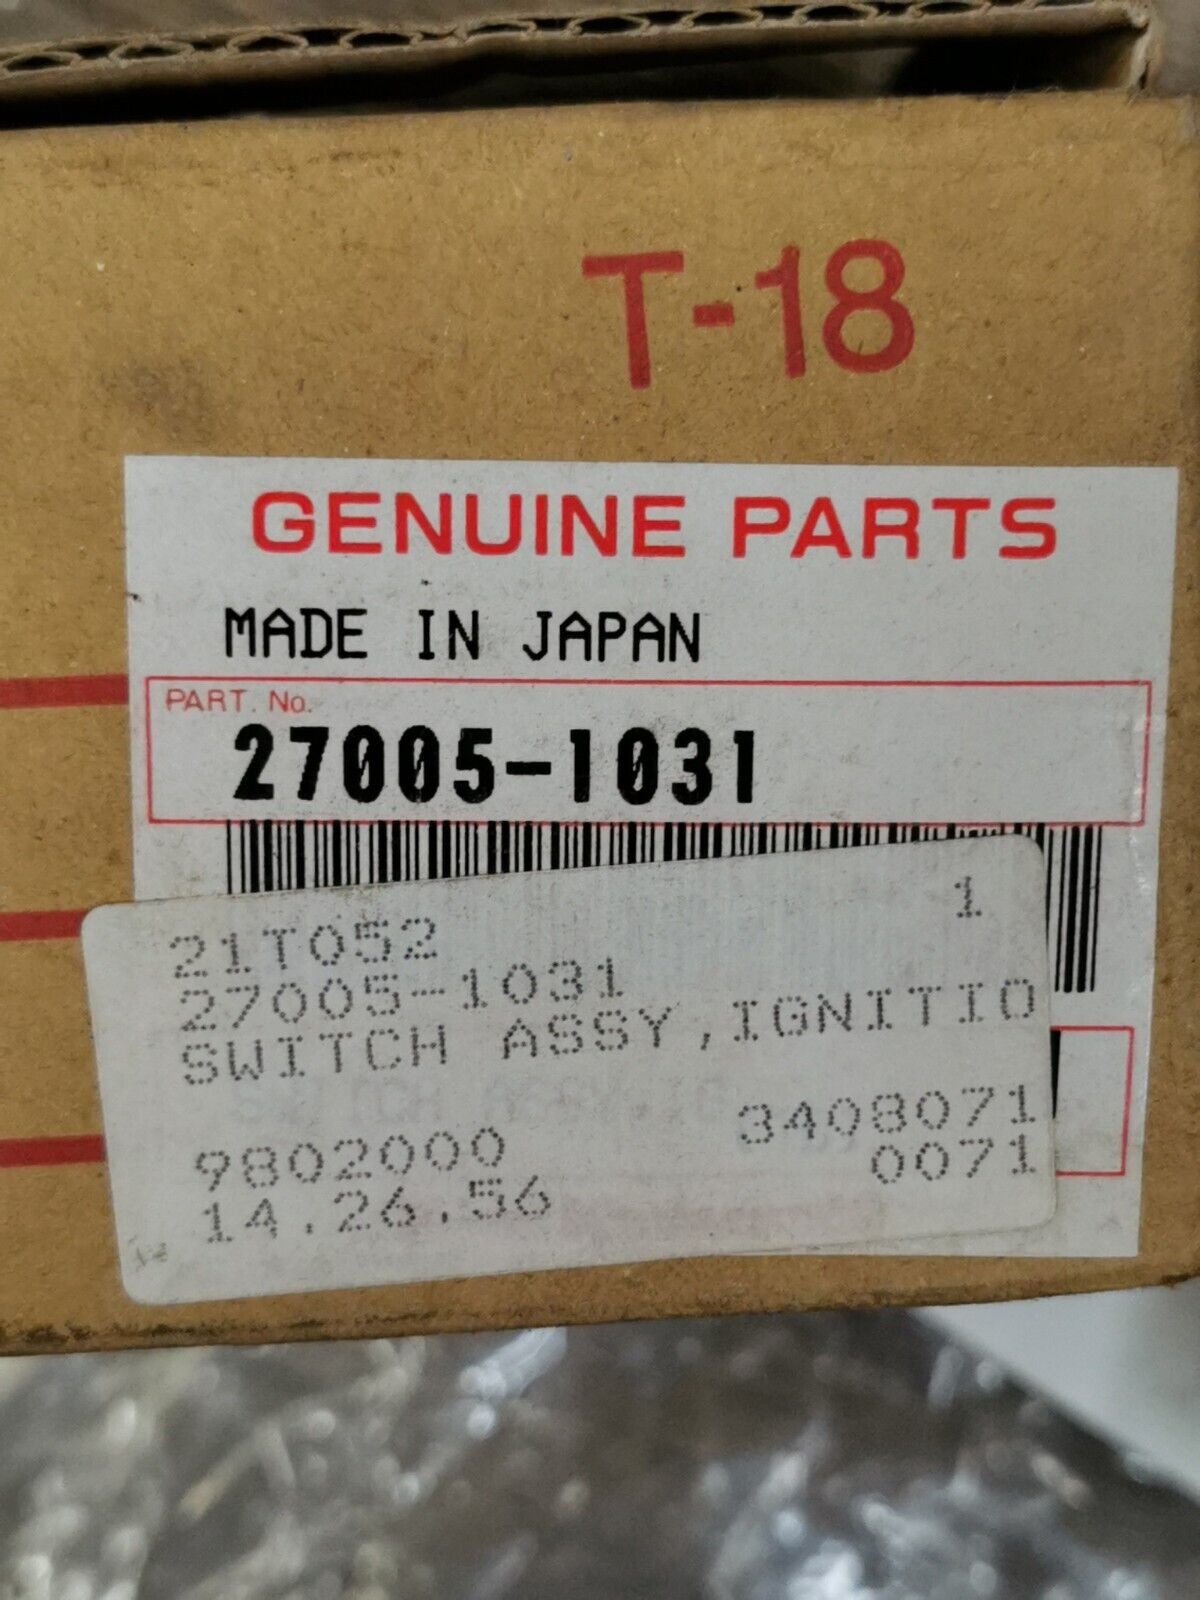 T-18
GENUINE PARTS
MADE IN JAPAN
PART. No.
27005-1031
21T052 1
27005-1031
SWITCH ASSY,IGNITIO
9802000 3408071
14.26.56 0071